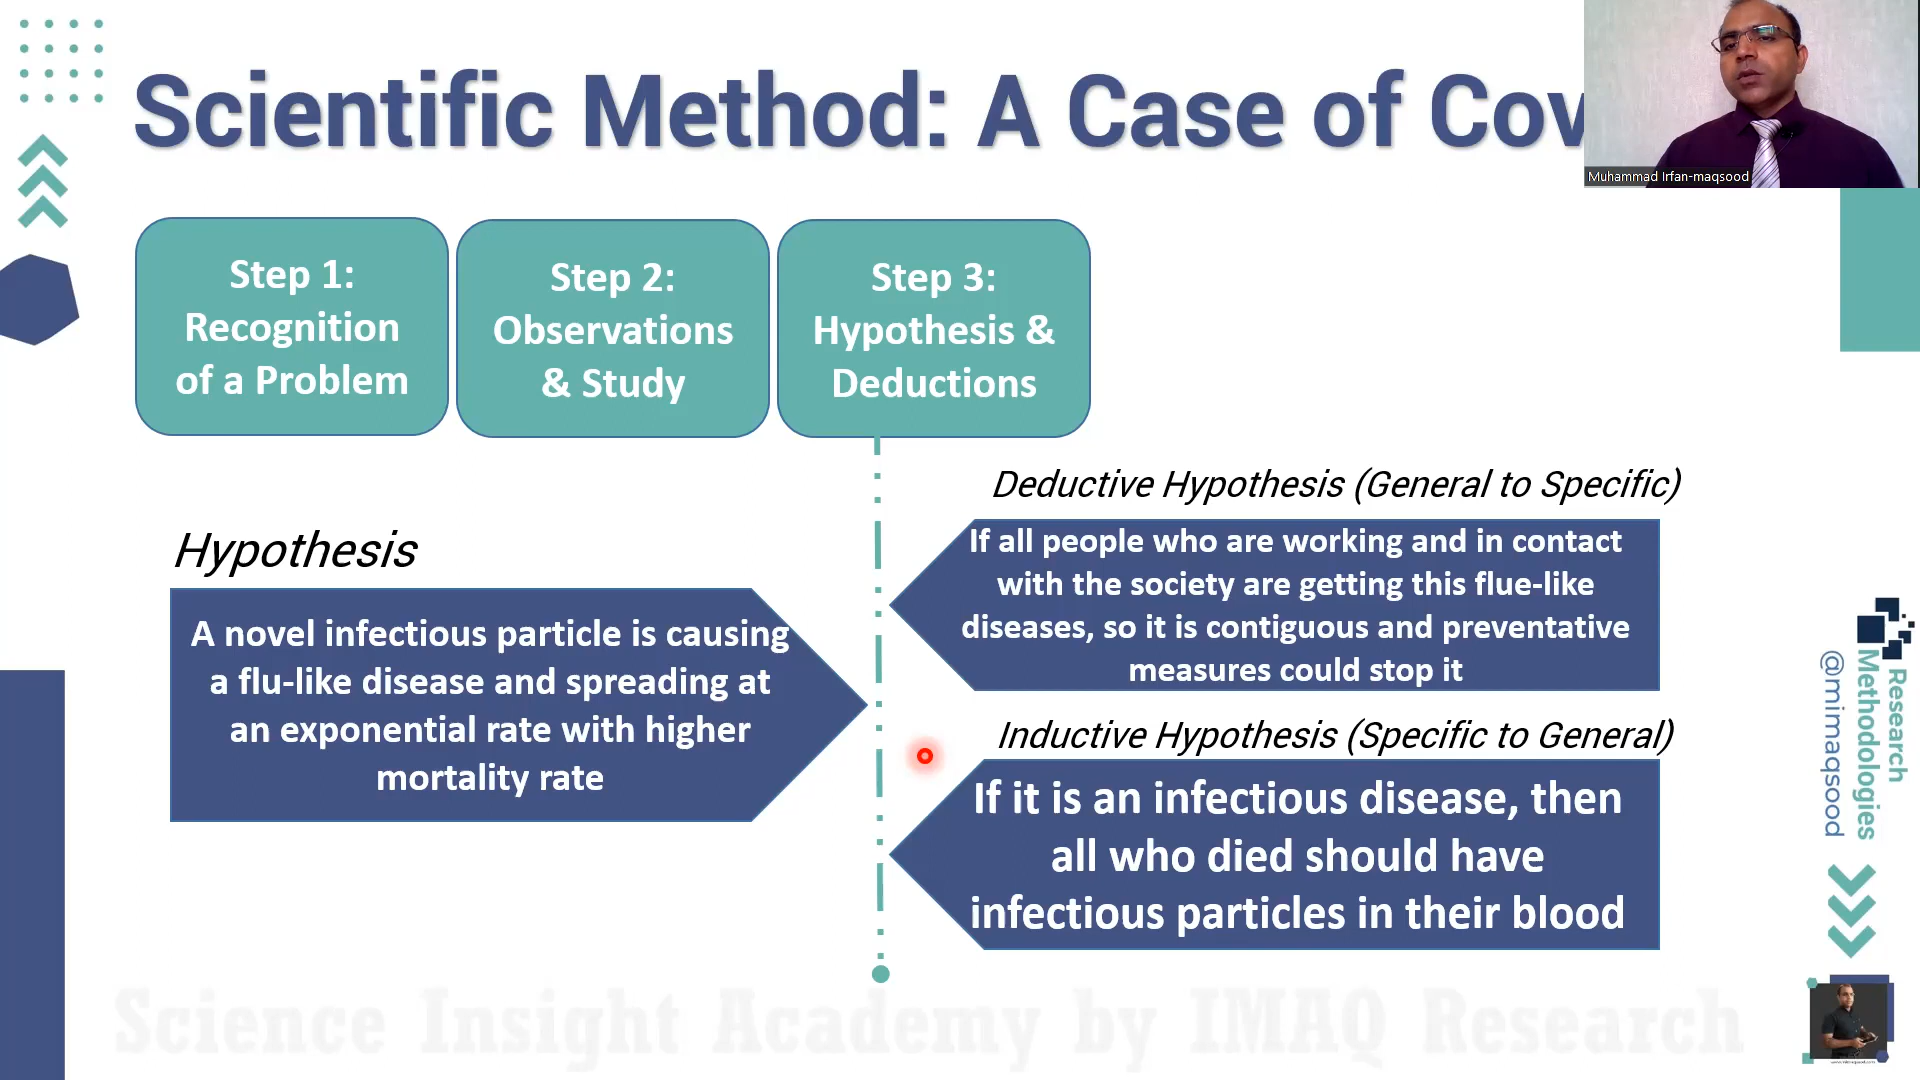 Scientific Method: A Case of Cov
Muhammad Irfan-maqsood
Step 1:
Recognition
of a Problem
Step 2:
Observations
& Study
Step 3:
Hypothesis &
Deductions
Hypothesis
A novel infectious particle is causing
a flu-like disease and spreading at
an exponential rate with higher
mortality rate
Deductive Hypothesis (General to Specific)
If all people who are working and in contact
with the society are getting this flue-like
diseases, so it is contiguous and preventative
measures could stop it
Inductive Hypothesis (Specific to General)
If it is an infectious disease, then
all who died should have
infectious particles in their blood
Research
Methodologies
@mimaqsood
Science Insight Academy by IMAQ Research